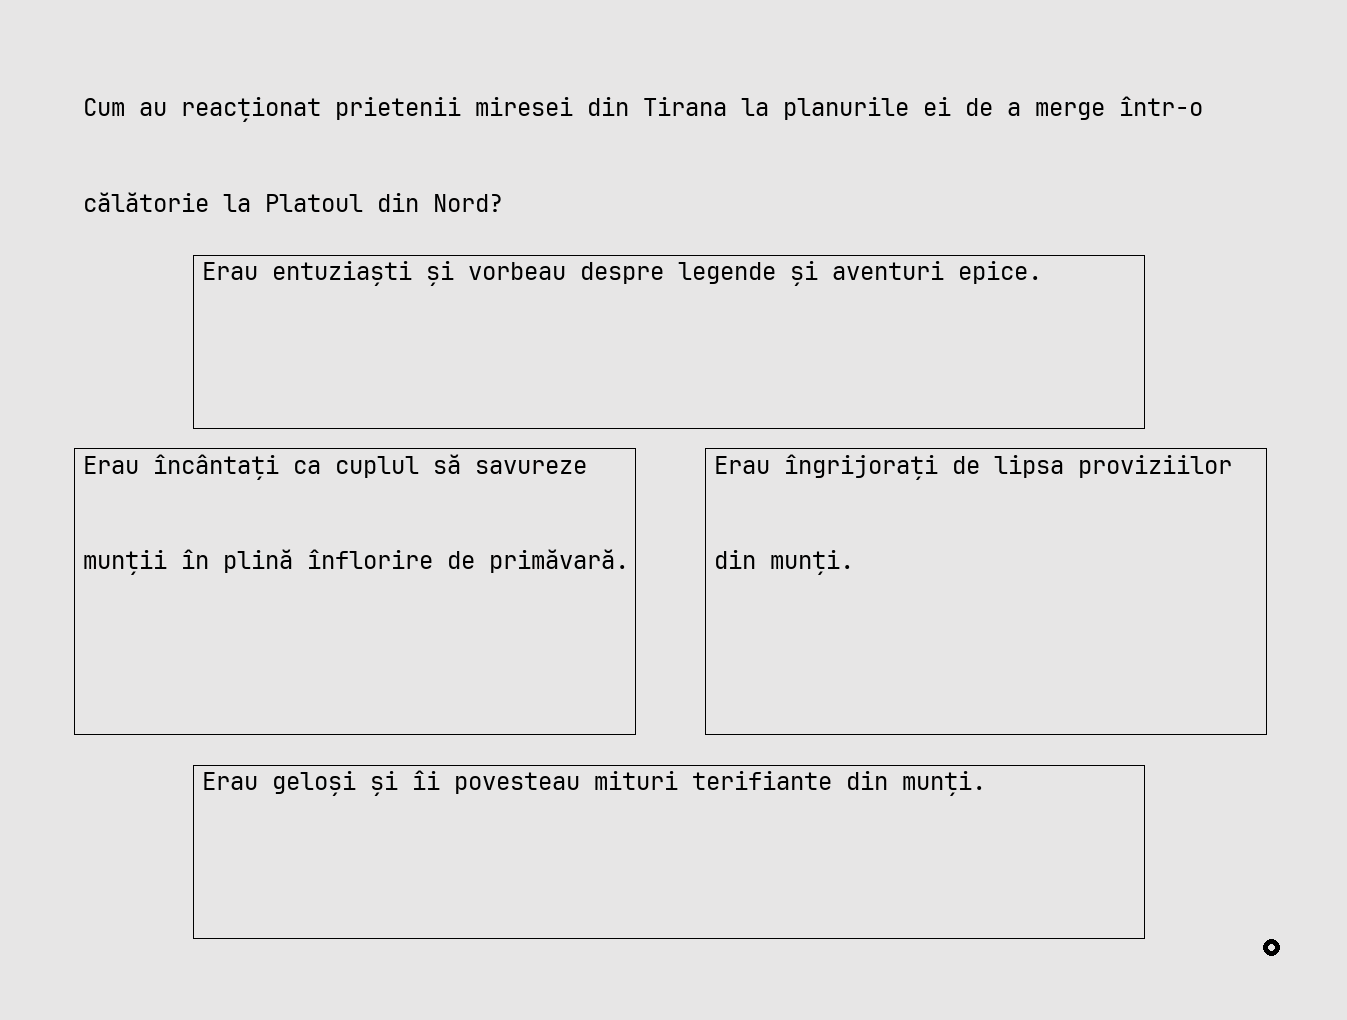 Cum au reacționat prietenii miresei din Tirana la planurile ei de a merge într-o
călătorie la Platoul din Nord?
Erau entuziaști și vorbeau despre legende și aventuri epice.
Erau încântați ca cuplul să savureze
munții în plină înflorire de primăvară.
Erau îngrijorați de lipsa proviziilor
din munți.
Erau geloși și îi povesteau mituri terifiante din munți.